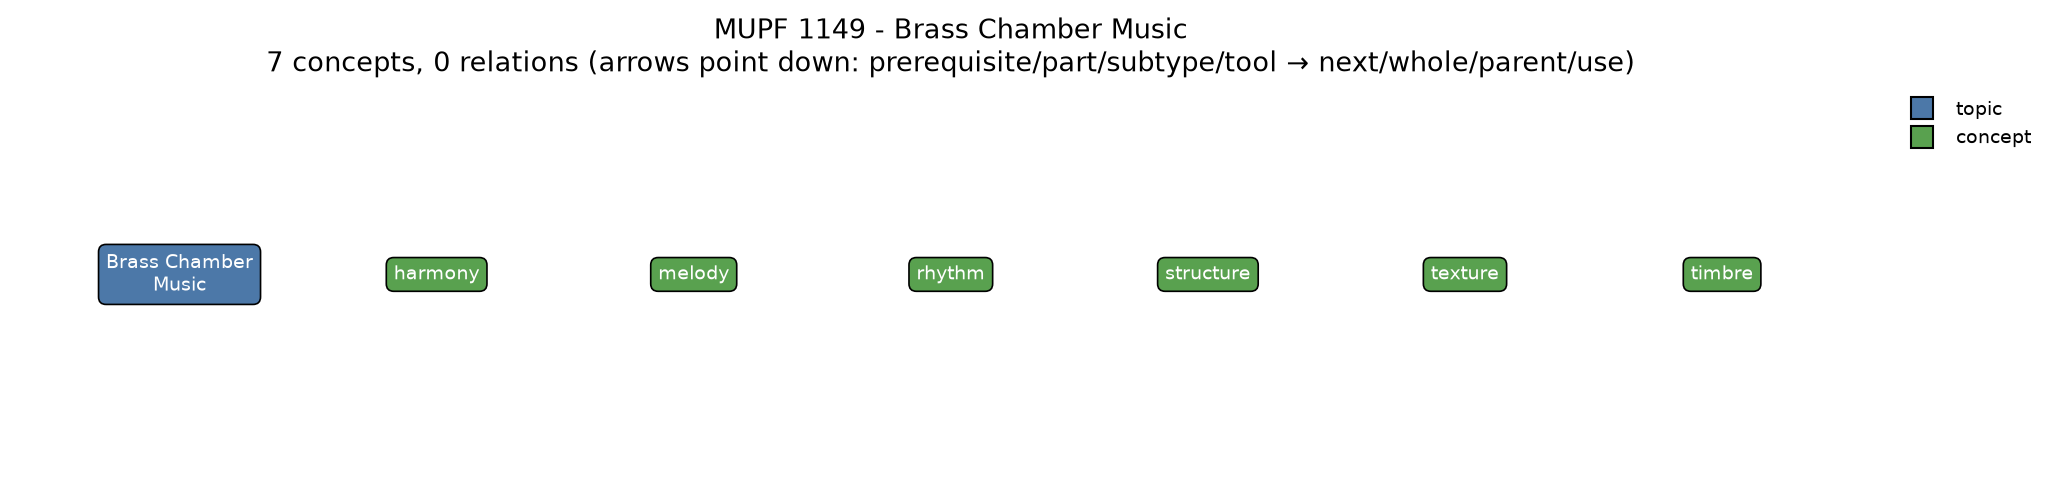 MUPF 1149 - Brass Chamber Music
7 concepts, 0 relations (arrows point down: prerequisite/part/subtype/tool → next/whole/parent/use)
topic
concept
Brass Chamber
Music
harmony
melody
rhythm
structure
texture
timbre